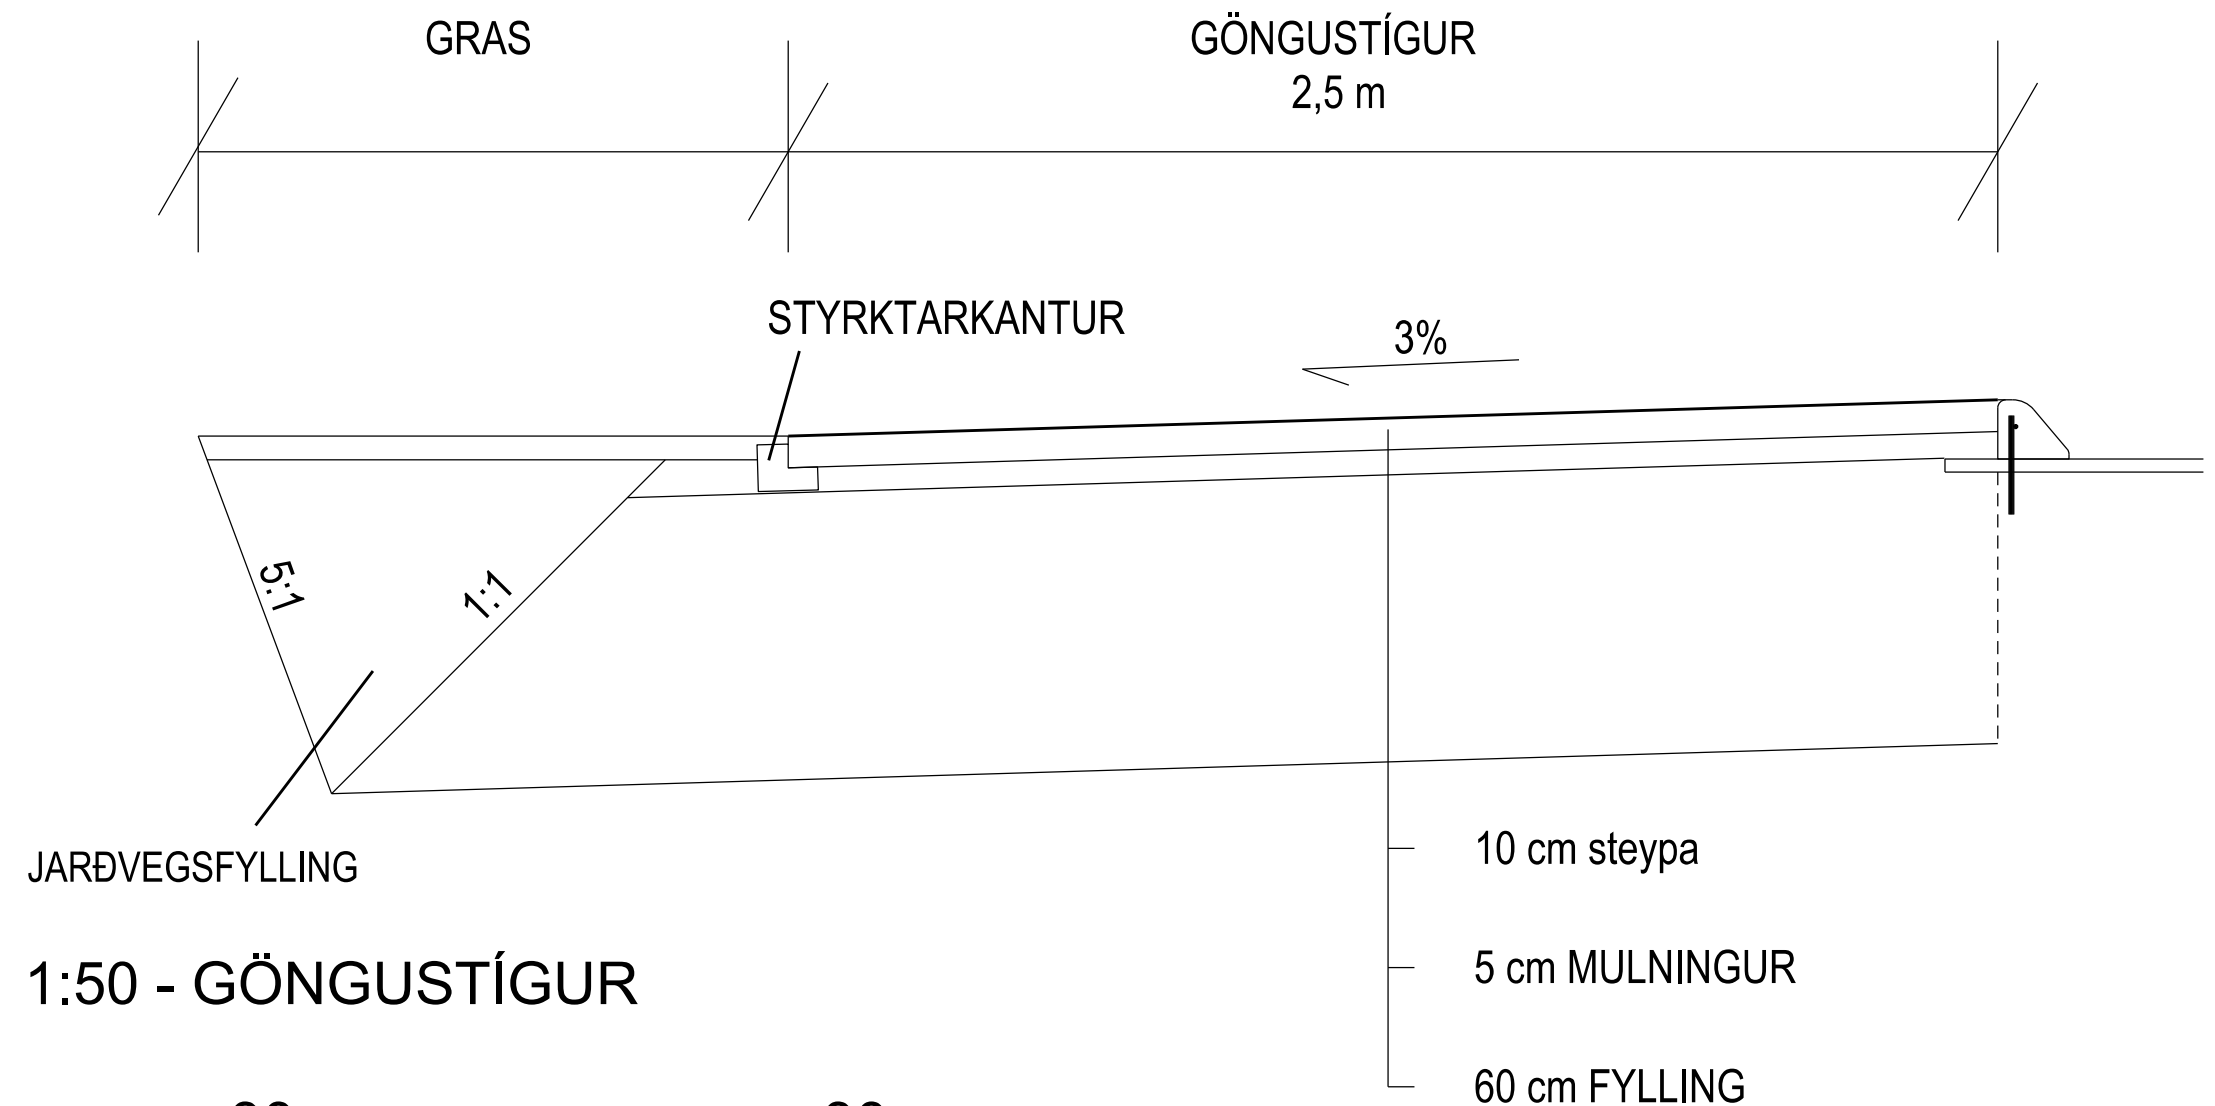 GRAS
GÖNGUSTÍGUR
2,5 m
STYRKTARKANTUR
3%
5:1
1:1
JARÐVEGSFYLLING
10 cm steypa
1:50 - GÖNGUSTÍGUR
5 cm MULNINGUR
60 cm FYLLING